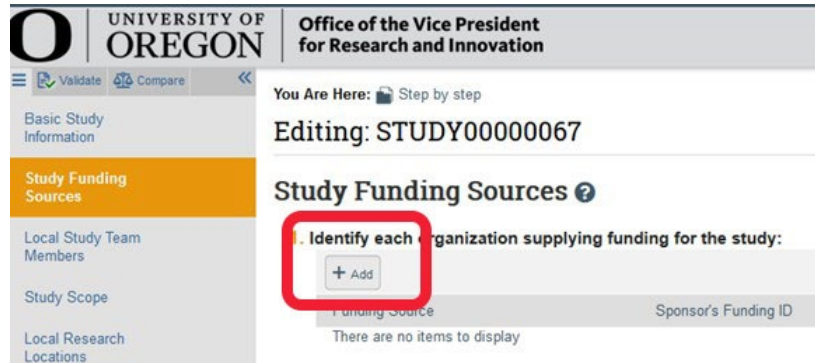 O
UNIVERSITY OF
OREGON
Office of the Vice President
for Research and Innovation
Validate Compare
You Are Here: Step by step
Editing: STUDY00000067
Basic Study
Information
Study Funding
Sources
Local Study Team
Members
Study Scope
Local Research
Locations
Study Funding Sources ?
1. Identify each organization supplying funding for the study:
+ Add
Funding Source Sponsor's Funding ID
There are no items to display